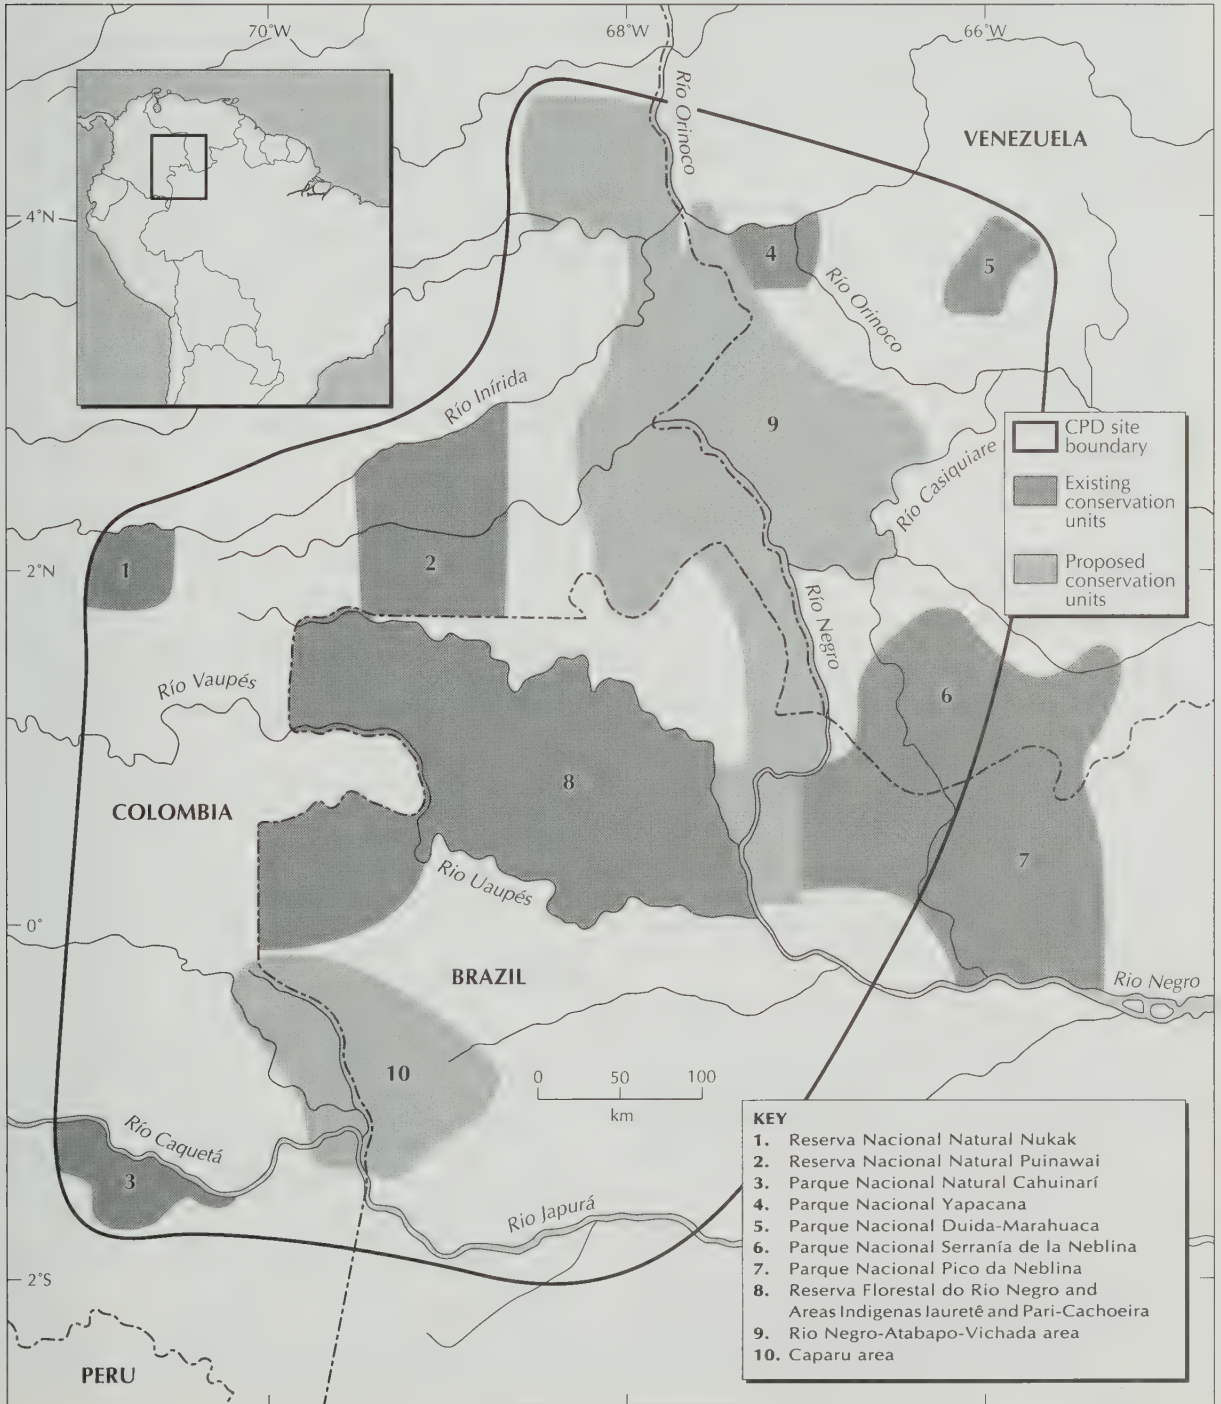 70°W
68°W
66°W
Río Orinoco
VENEZUELA
4°N
4
5
Río Orinoco
Río Inírida
9
CPD site
boundary
Río Casiquiare
Existing
conservation
units
2°N
1
2
Proposed
conservation
units
Río Negro
Río Vaupés
6
COLOMBIA
8
7
Rio Uaupés
0°
BRAZIL
Rio Negro
10
0 50 100
km
Río Caquetá
3
Rio Japurá
2°S
PERU
KEY
1. Reserva Nacional Natural Nukak
2. Reserva Nacional Natural Puinawai
3. Parque Nacional Natural Cahuinarí
4. Parque Nacional Yapacana
5. Parque Nacional Duida-Marahuaca
6. Parque Nacional Serranía de la Neblina
7. Parque Nacional Pico da Neblina
8. Reserva Florestal do Rio Negro and
Areas Indigenas Iauretê and Pari-Cachoeira
9. Rio Negro-Atabapo-Vichada area
10. Caparu area